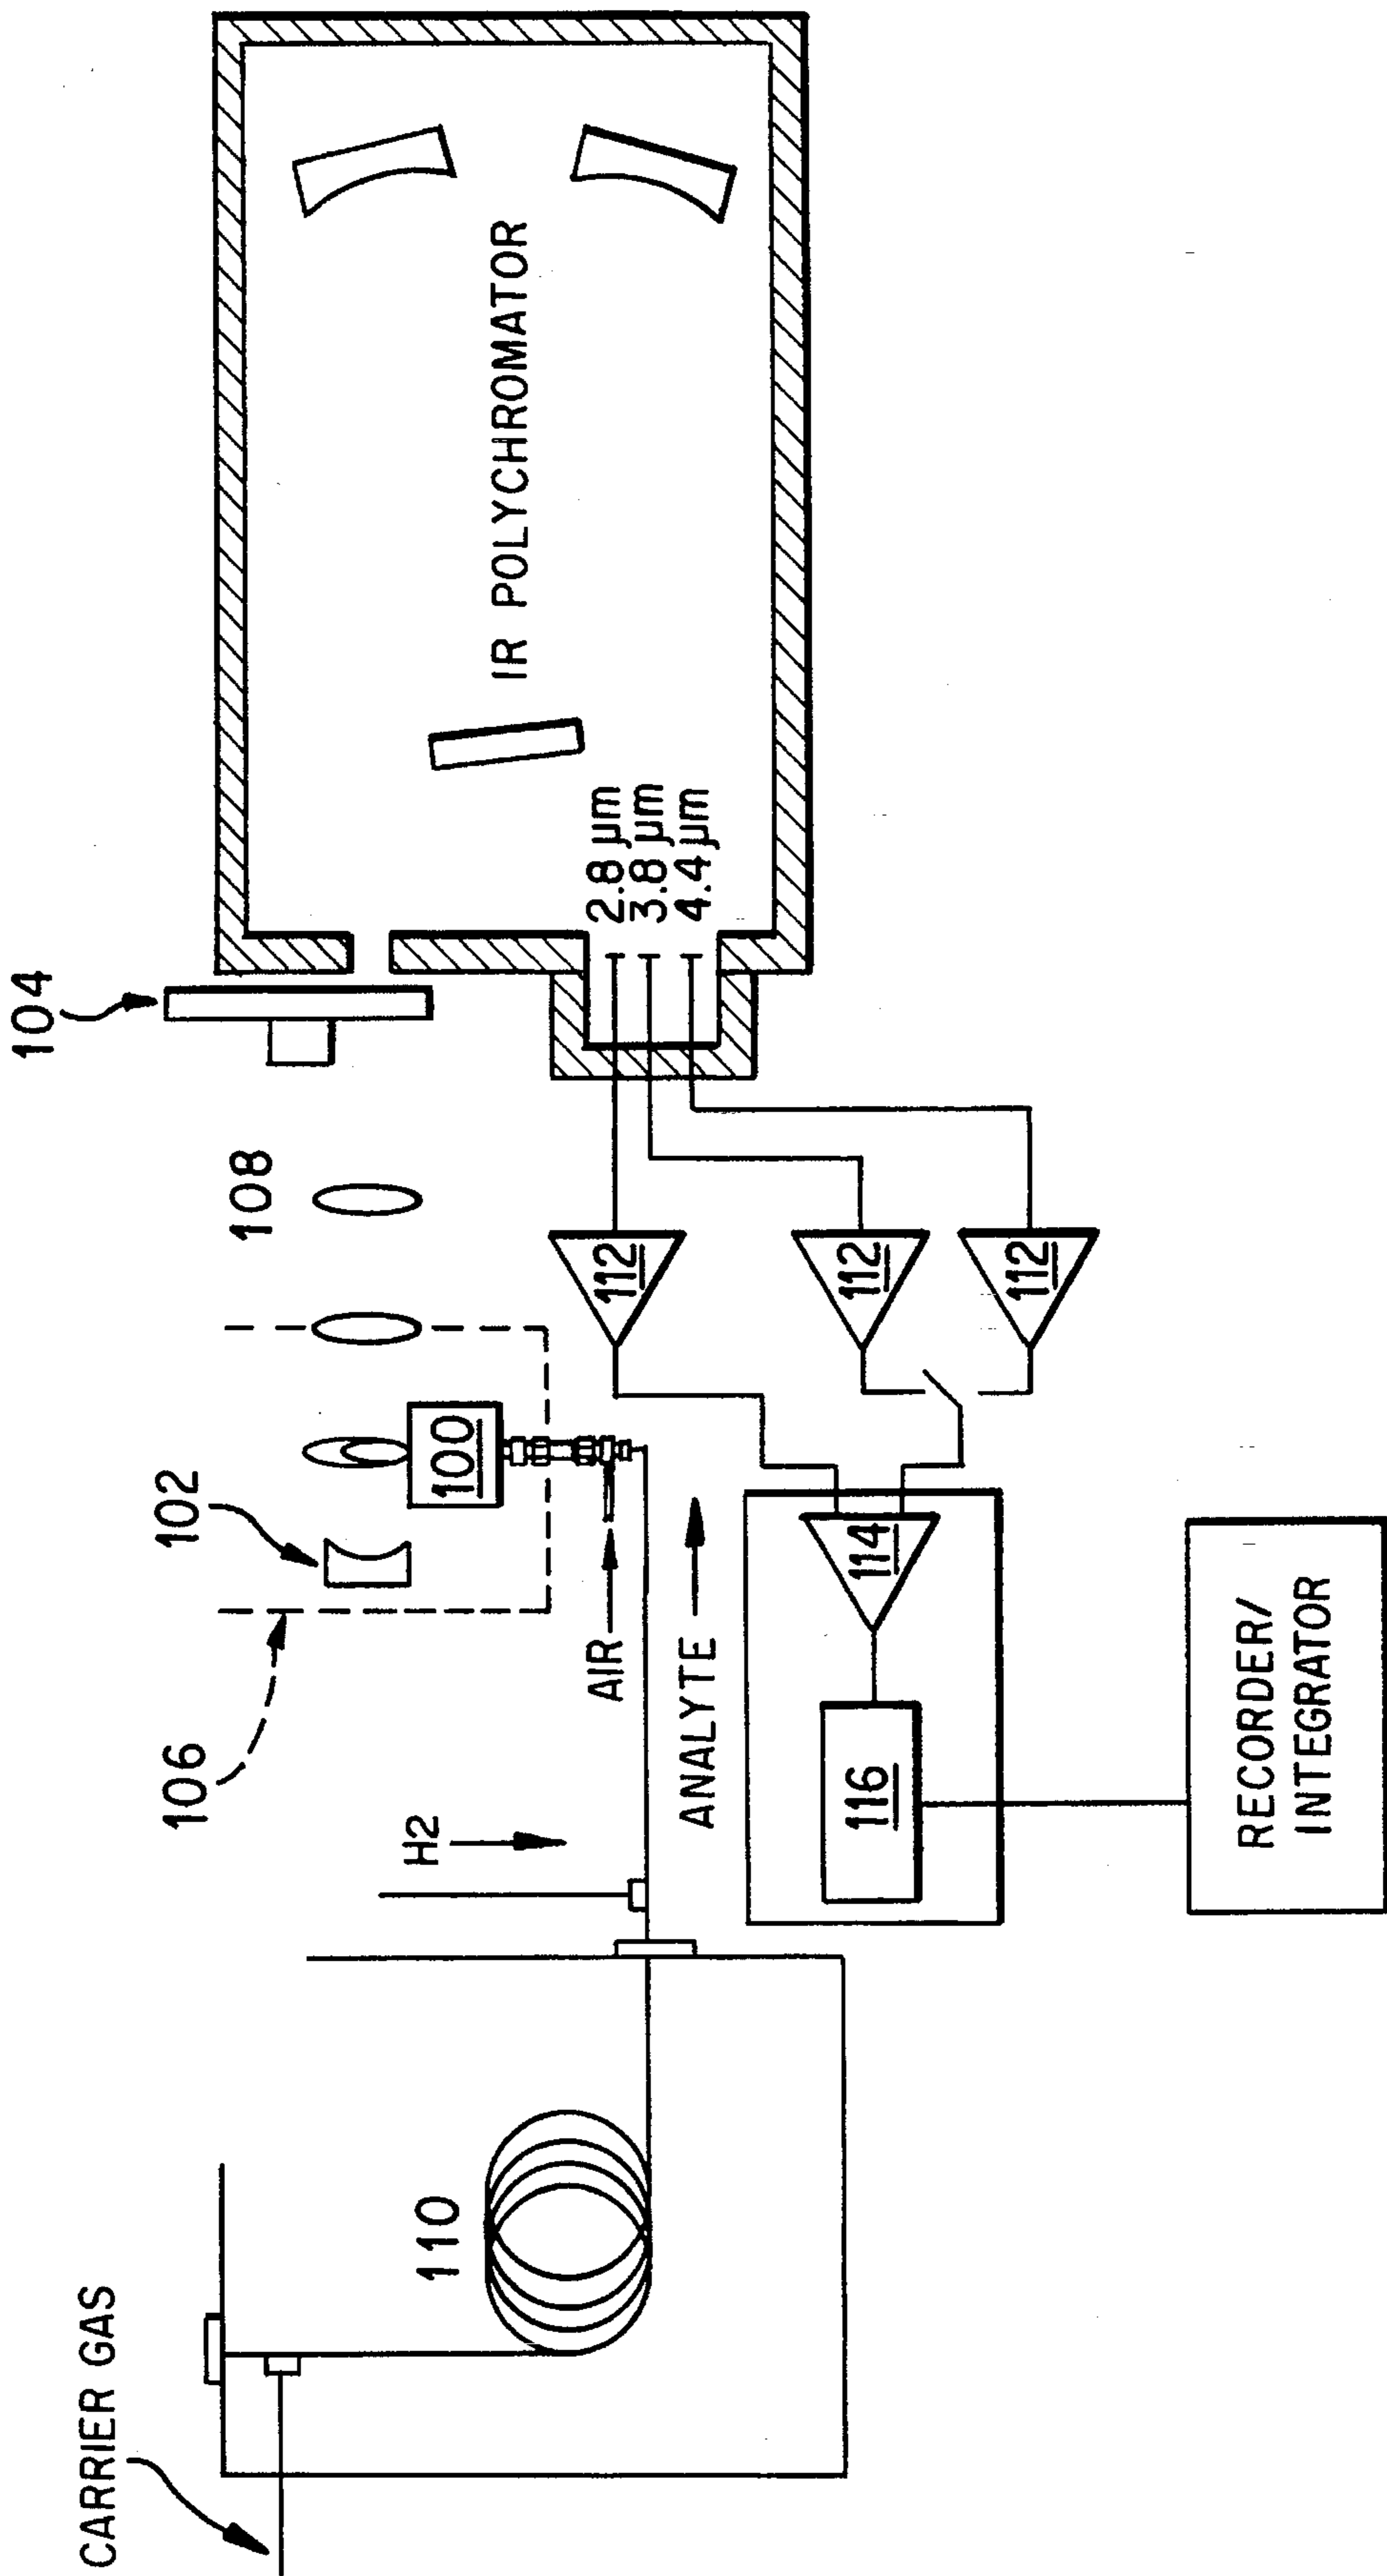 CARRIER GAS
110
H2
106
102
100
AIR
ANALYTE
108
104
IR POLYCHROMATOR
2.8 µm
3.8 µm
4.4 µm
112
112
112
114
116
RECORDER/
INTEGRATOR